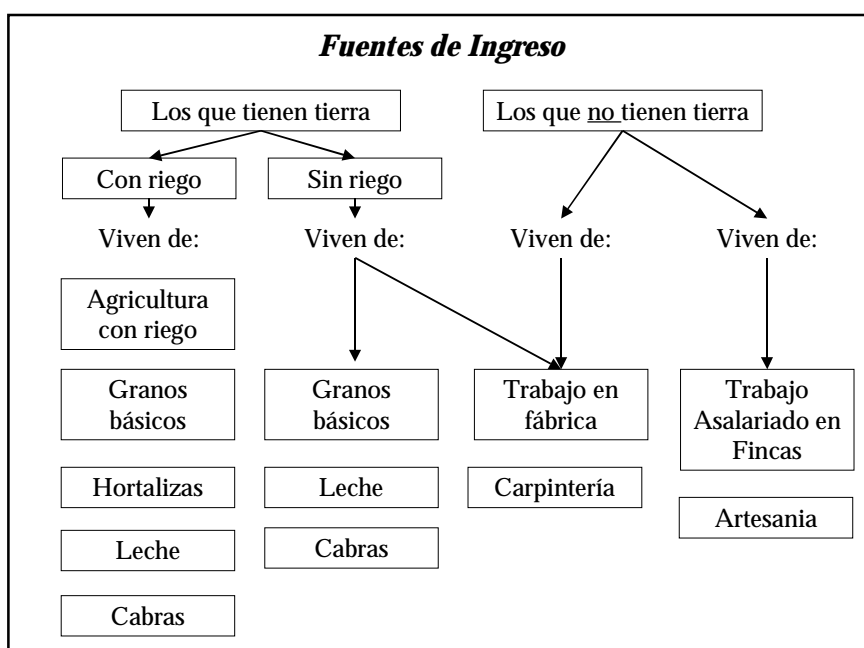 Fuentes de Ingreso
Los que tienen tierra
Los que no tienen tierra
Con riego
Sin riego
Viven de:
Viven de:
Viven de:
Viven de:
Agricultura
con riego
Granos
básicos
Granos
básicos
Trabajo en
fábrica
Trabajo
Asalariado en
Fincas
Hortalizas
Leche
Carpintería
Artesania
Leche
Cabras
Cabras